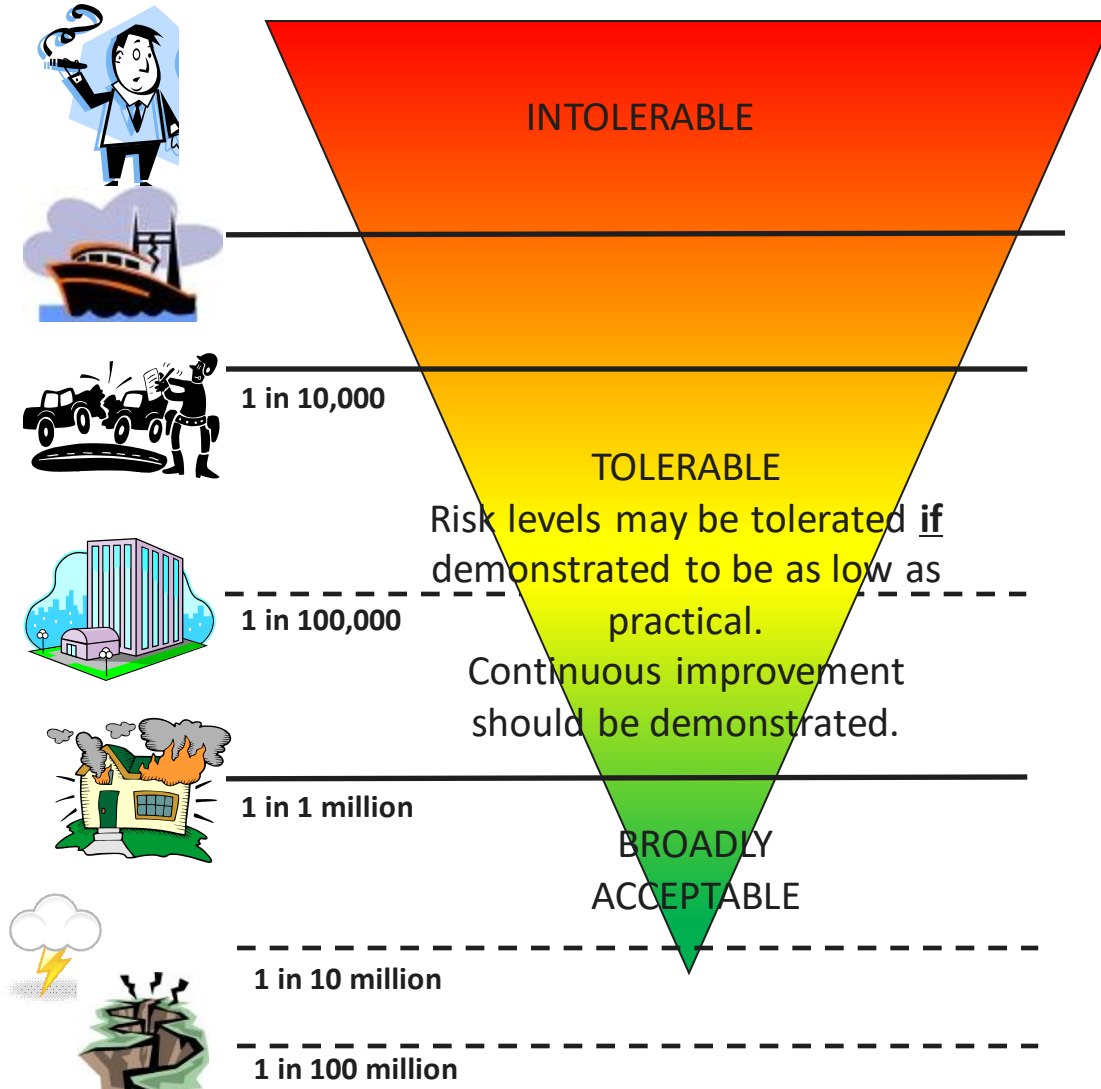 INTOLERABLE
1 in 10,000
TOLERABLE
Risk levels may be tolerated if
demonstrated to be as low as
practical.
1 in 100,000
Continuous improvement
should be demonstrated.
1 in 1 million
BROADLY
ACCEPTABLE
1 in 10 million
1 in 100 million